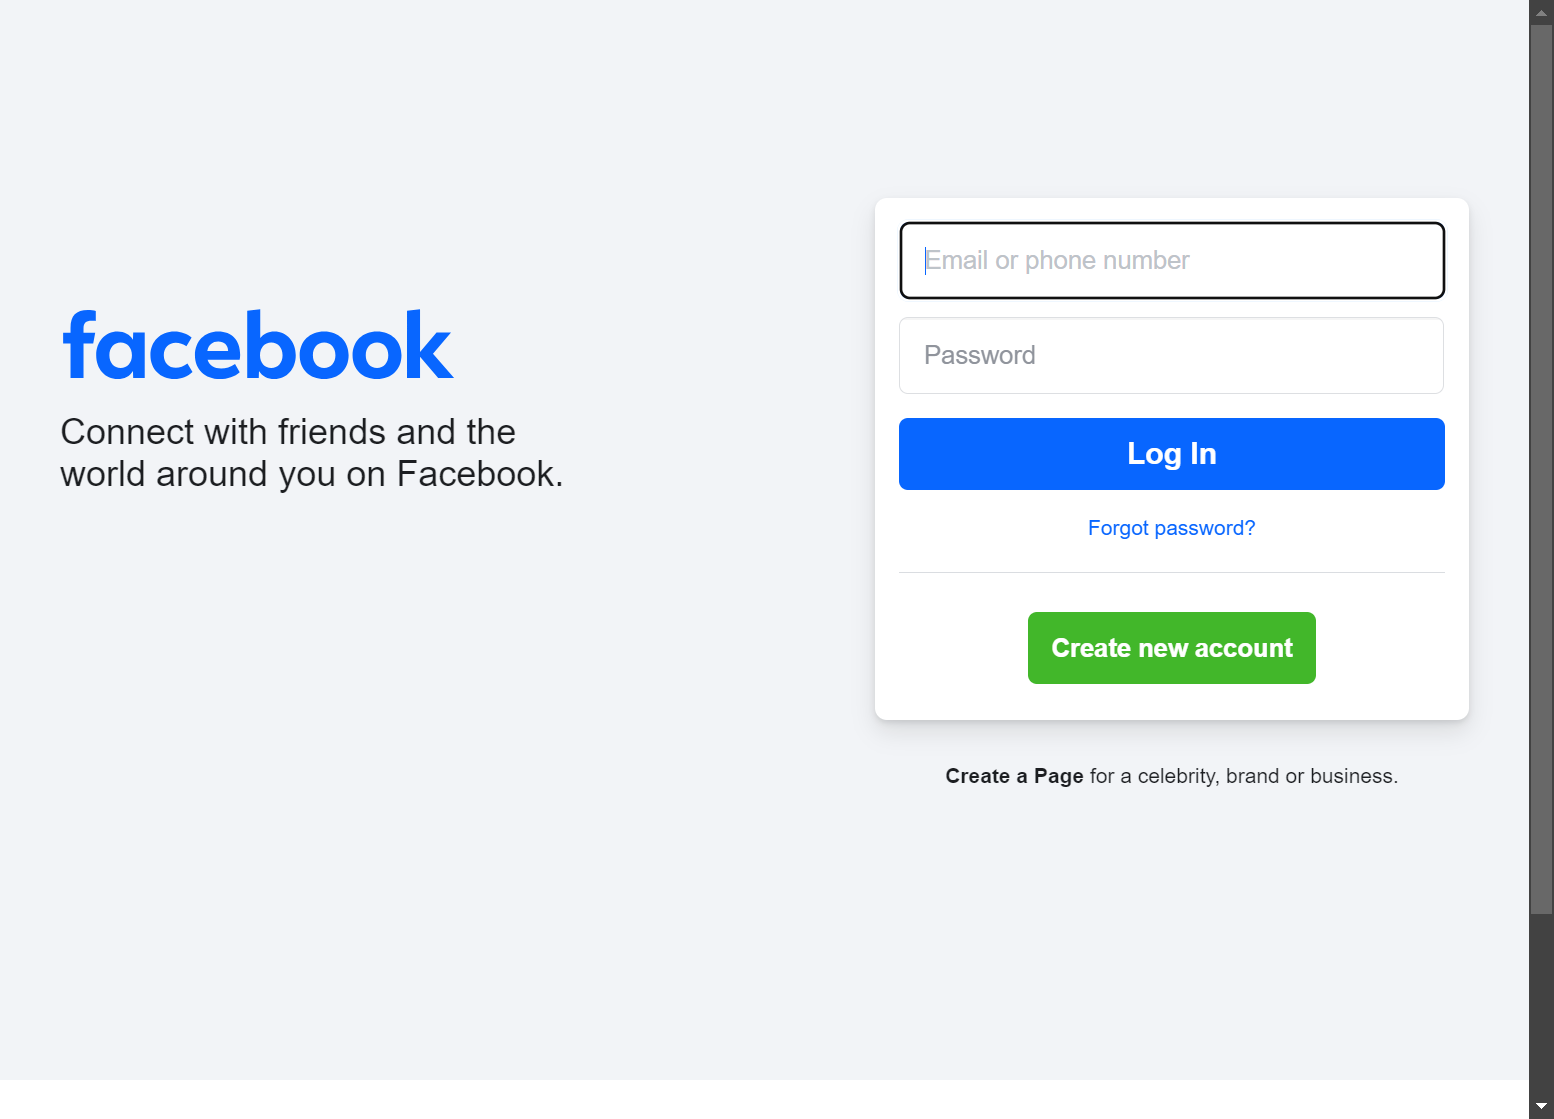 facebook
Connect with friends and the
world around you on Facebook.
Email or phone number
Password
Log In
Forgot password?
Create new account
Create a Page for a celebrity, brand or business.